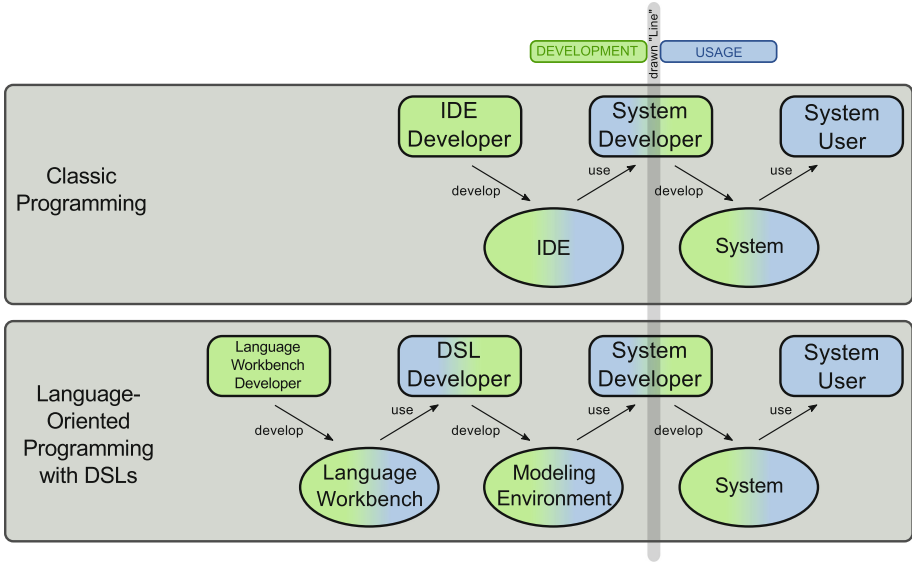 DEVELOPMENT
drawn "Line"
USAGE
Classic
Programming
IDE
Developer
System
Developer
System
User
develop
use
develop
use
IDE
System
Language-
Oriented
Programming
with DSLs
Language
Workbench
Developer
DSL
Developer
System
Developer
System
User
develop
use
develop
use
develop
use
Language
Workbench
Modeling
Environment
System